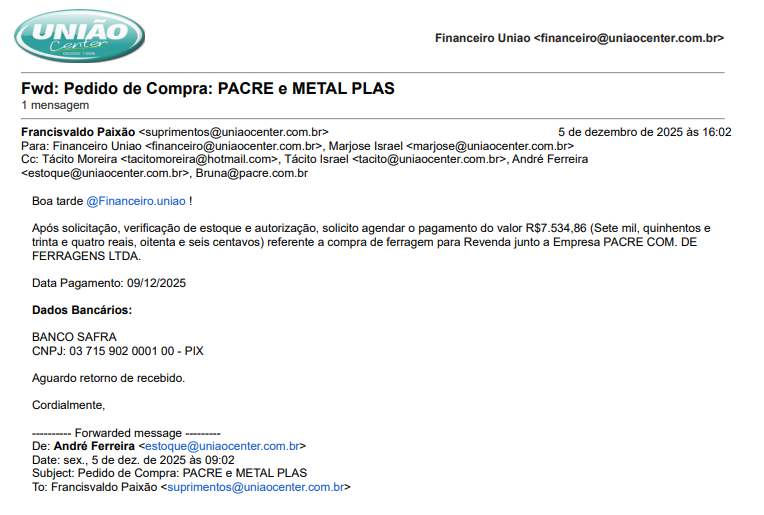 UNIÃO
Center
Financeiro Uniao <financeiro@uniaocenter.com.br>
Fwd: Pedido de Compra: PACRE e METAL PLAS
1 mensagem
Francisvaldo Paixão <suprimentos@uniaocenter.com.br> 5 de dezembro de 2025 às 16:02
Para: Financeiro Uniao <financeiro@uniaocenter.com.br>, Marjose Israel <marjose@uniaocenter.com.br>
Cc: Tácito Moreira <tacitomoreira@hotmail.com>, Tácito Israel <tacito@uniaocenter.com.br>, André Ferreira
<estoque@uniaocenter.com.br>, Bruna@pacre.com.br
Boa tarde @Financeiro.uniao !
Após solicitação, verificação de estoque e autorização, solicito agendar o pagamento do valor R$7.534,86 (Sete mil, quinhentos e
trinta e quatro reais, oitenta e seis centavos) referente a compra de ferragem para Revenda junto a Empresa PACRE COM. DE
FERRAGENS LTDA.
Data Pagamento: 09/12/2025
Dados Bancários:
BANCO SAFRA
CNPJ: 03 715 902 0001 00 - PIX
Aguardo retorno de recebido.
Cordialmente,
---------- Forwarded message ---------
De: André Ferreira <estoque@uniaocenter.com.br>
Date: sex., 5 de dez. de 2025 às 09:02
Subject: Pedido de Compra: PACRE e METAL PLAS
To: Francisvaldo Paixão <suprimentos@uniaocenter.com.br>